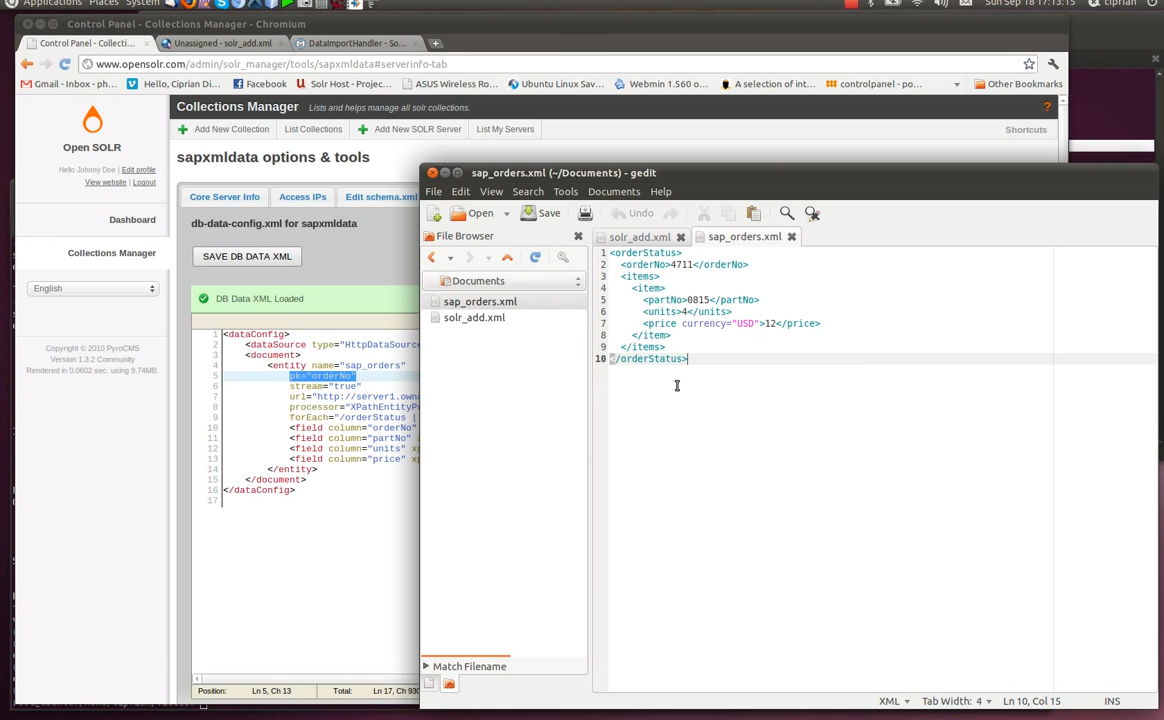 Applications Places System
Sun Sep 18 17:13:15 ciprian
Control Panel - Collections Manager - Chromium
Control Panel - Collecti...
Unassigned - solr_add.xml
DataImportHandler - So...
www.opensolr.com/admin/solr_manager/tools/sapxmldata#serverinfo-tab
Gmail - Inbox - ph...
Hello, Ciprian Di...
Facebook
Solr Host - Projec...
ASUS Wireless Ro...
Ubuntu Linux Sav...
Webmin 1.560 o...
A selection of int...
controlpanel - po...
Other Bookmarks
Open SOLR
Hello Johnny Doe | Edit profile
View website | Logout
Dashboard
Collections Manager
English
Copyright © 2010 PyroCMS
Version 1.3.2 Community
Rendered in 0.0602 sec. using 9.74MB.
Collections Manager Lists and helps manage all solr collections.
?
Add New Collection
List Collections
Add New SOLR Server
List My Servers
Shortcuts
sapxmldata options & tools
Core Server Info
Access IPs
Edit schema.xml
db-data-config.xml for sapxmldata
SAVE DB DATA XML
DB Data XML Loaded
1 <dataConfig>
2 <dataSource type="HttpDataSourc
3 <document>
4 <entity name="sap_orders"
5 pk="orderNo"
6 stream="true"
7 url="http://server1.owna
8 processor="XPathEntityPr
9 forEach="/orderStatus |
10 <field column="orderNo"
11 <field column="partNo" x
12 <field column="units" xp
13 <field column="price" xp
14 </entity>
15 </document>
16 </dataConfig>
17
Position: Ln 5, Ch 13 Total: Ln 17, Ch 930
sap_orders.xml (~/Documents) - gedit
File Edit View Search Tools Documents Help
Open
Save
Undo
File Browser
Documents
sap_orders.xml
solr_add.xml
Match Filename
solr_add.xml
sap_orders.xml
1 <orderStatus>
2 <orderNo>4711</orderNo>
3 <items>
4 <item>
5 <partNo>0815</partNo>
6 <units>4</units>
7 <price currency="USD">12</price>
8 </item>
9 </items>
10 </orderStatus>
XML Tab Width: 4 Ln 10, Col 15 INS